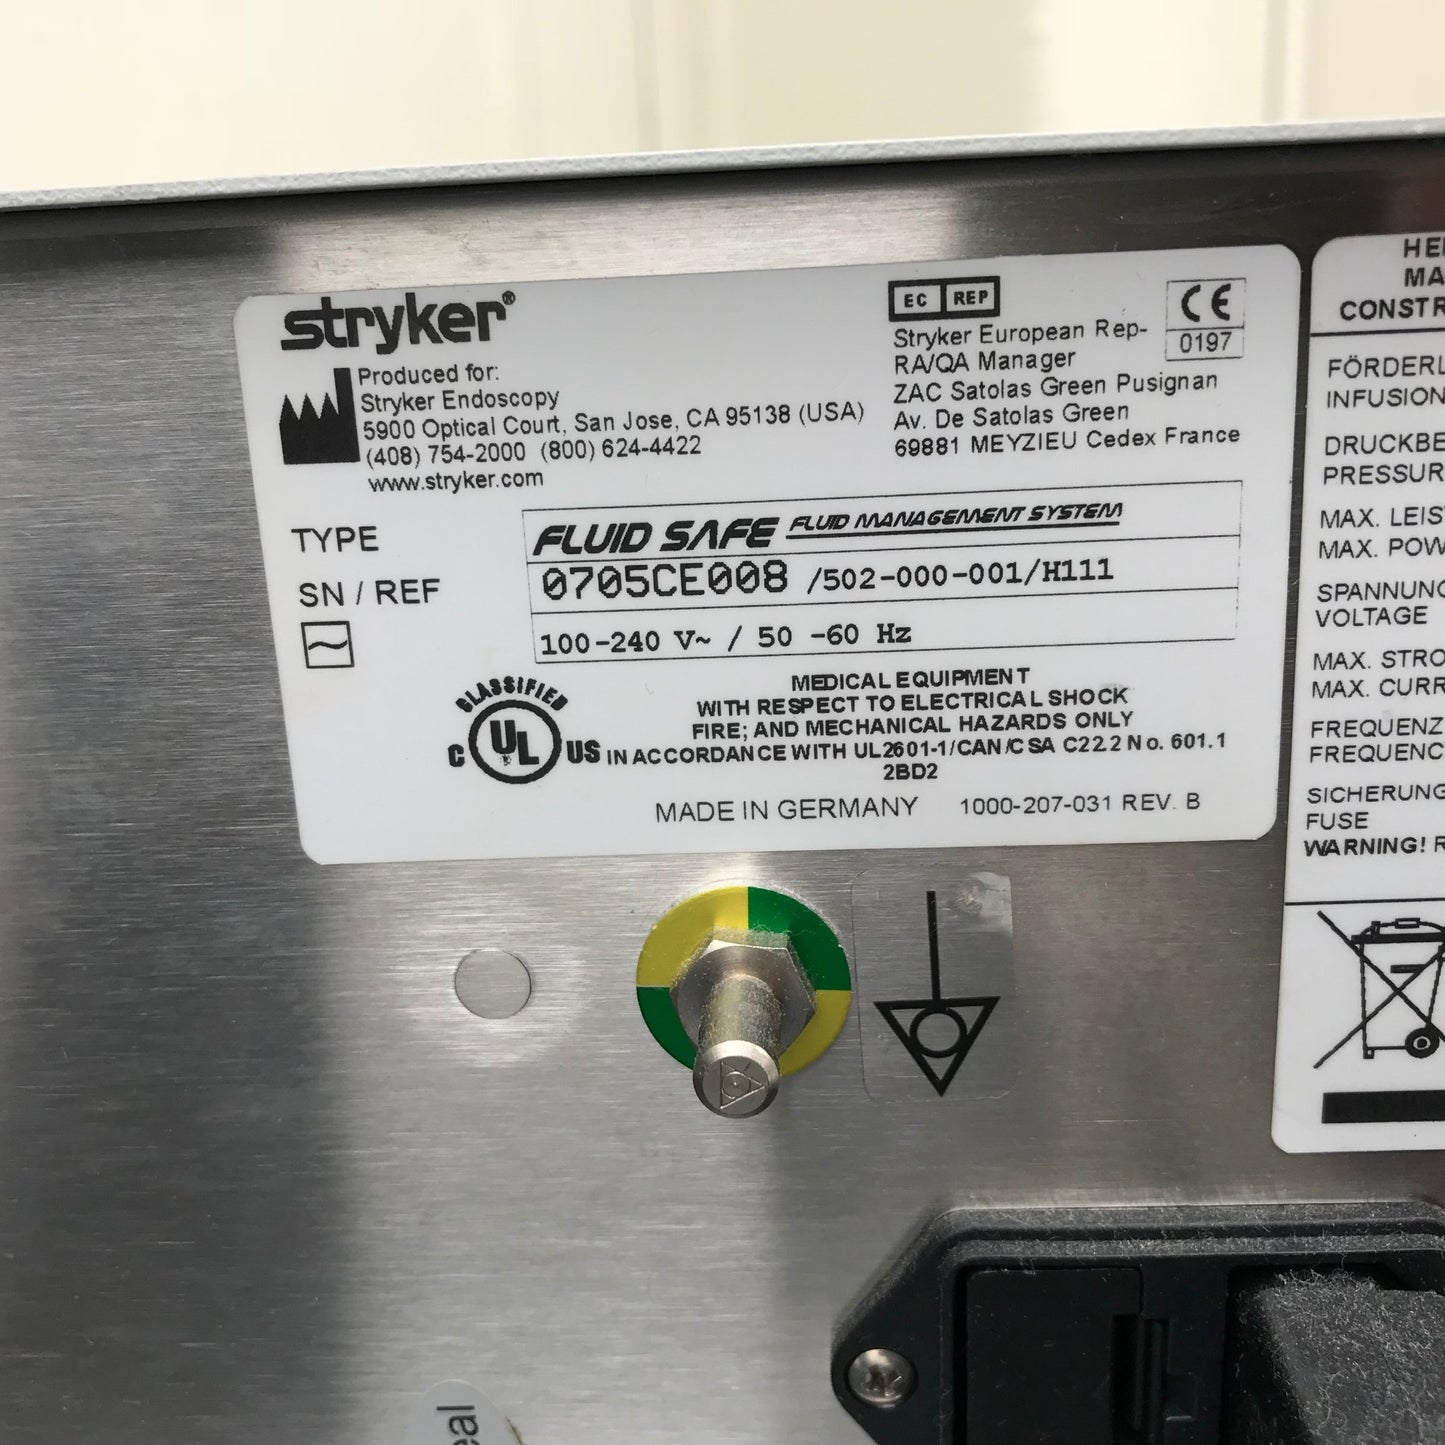 stryker®
Produced for:
Stryker Endoscopy
5900 Optical Court, San Jose, CA 95138 (USA)
(408) 754-2000 (800) 624-4422
www.stryker.com
EC REP
Stryker European Rep-
RA/QA Manager
ZAC Satolas Green Pusignan
Av. De Satolas Green
69881 MEYZIEU Cedex France
CE
0197
TYPE
FLUID SAFE FLUID MANAGEMENT SYSTEM
SN / REF
0705CE008 /502-000-001/H111
100-240 V~ / 50 -60 Hz
CLASSIFIED
C UL US
MEDICAL EQUIPMENT
WITH RESPECT TO ELECTRICAL SHOCK
FIRE; AND MECHANICAL HAZARDS ONLY
IN ACCORDANCE WITH UL2601-1/CAN/CSA C22.2 No. 601.1
2BD2
MADE IN GERMANY 1000-207-031 REV. B
FÖRDERL
INFUSION
DRUCKBE
PRESSUR
MAX. LEIS
MAX. POW
SPANNUNG
VOLTAGE
MAX. STRO
MAX. CURR
FREQUENZ
FREQUENC
SICHERUNG
FUSE
WARNING!